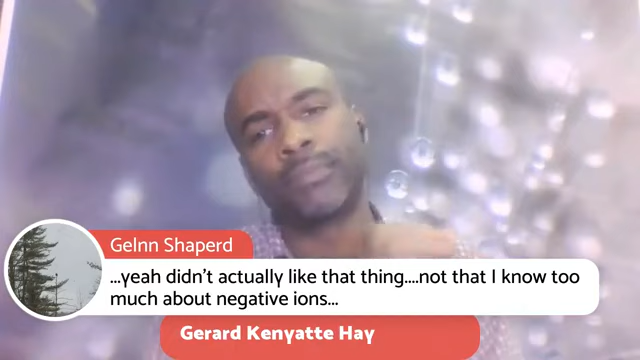 Gelnn Shaperd
...yeah didn't actually like that thing....not that I know too
much about negative ions...
Gerard Kenyatte Hay